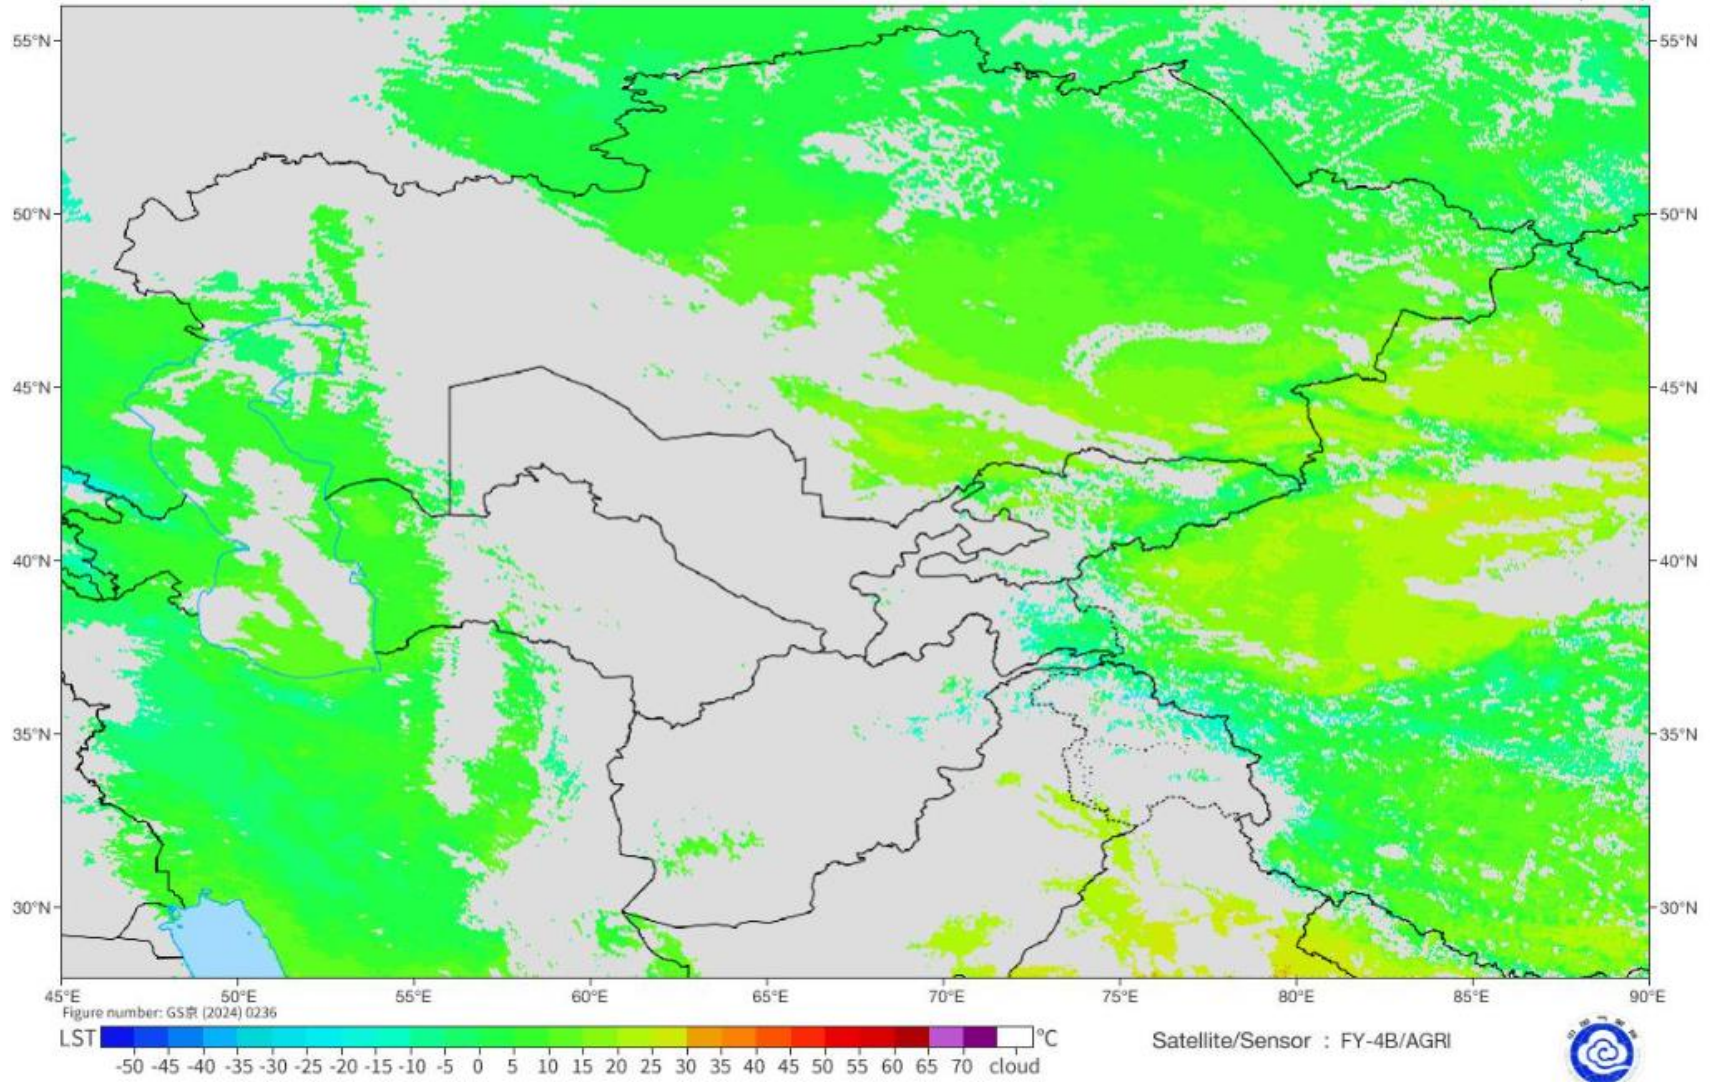 55°N 55°N
50°N 50°N
45°N 45°N
40°N 40°N
35°N 35°N
30°N 30°N
45°E 50°E 55°E 60°E 65°E 70°E 75°E 80°E 85°E 90°E
Figure number: GS京 (2024) 0236
LST °C
-50 -45 -40 -35 -30 -25 -20 -15 -10 -5 0 5 10 15 20 25 30 35 40 45 50 55 60 65 70 cloud
Satellite/Sensor : FY-4B/AGRI